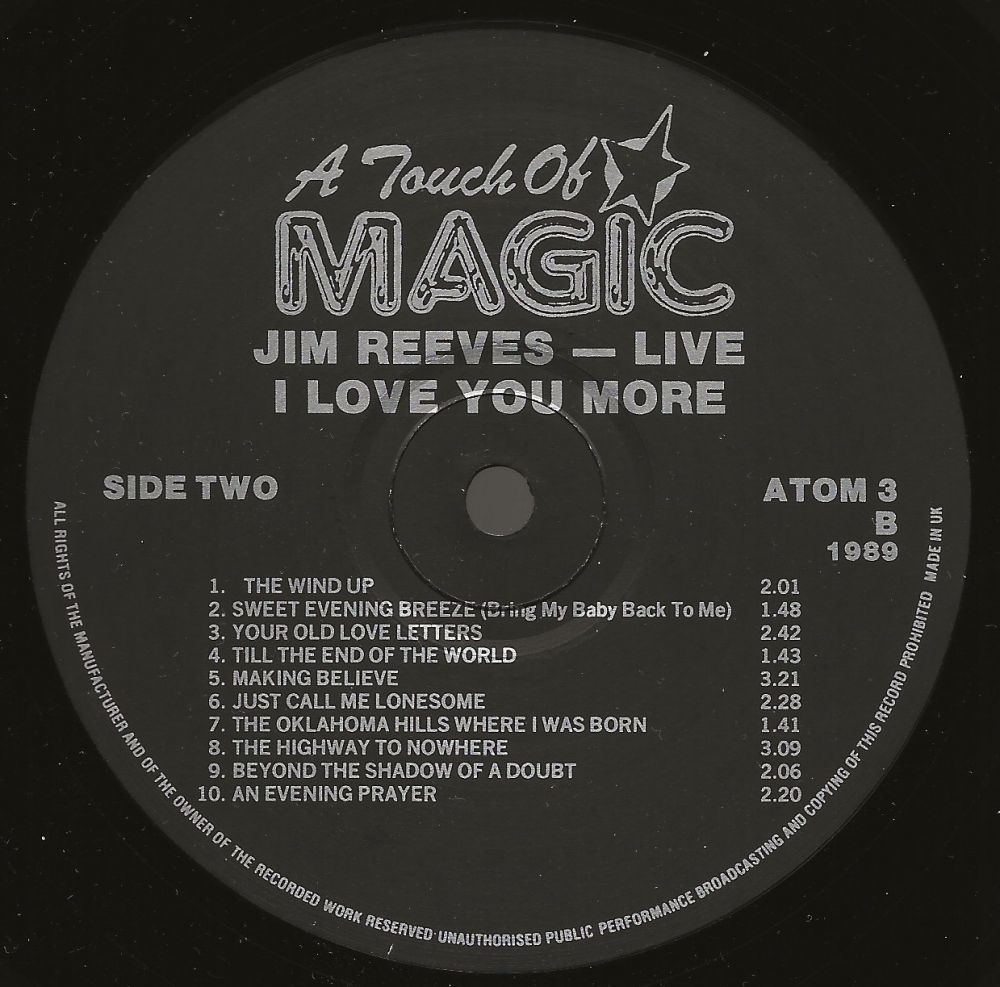 A Touch Of
MAGIC
JIM REEVES — LIVE
I LOVE YOU MORE
SIDE TWO
ATOM 3
B
1989
1. THE WIND UP 2.01
2. SWEET EVENING BREEZE (Bring My Baby Back To Me) 1.48
3. YOUR OLD LOVE LETTERS 2.42
4. TILL THE END OF THE WORLD 1.43
5. MAKING BELIEVE 3.21
6. JUST CALL ME LONESOME 2.28
7. THE OKLAHOMA HILLS WHERE I WAS BORN 1.41
8. THE HIGHWAY TO NOWHERE 3.09
9. BEYOND THE SHADOW OF A DOUBT 2.06
10. AN EVENING PRAYER 2.20
ALL RIGHTS OF THE MANUFACTURER AND OF THE OWNER OF THE RECORDED WORK RESERVED UNAUTHORISED PUBLIC PERFORMANCE BROADCASTING AND COPYING OF THIS RECORD PROHIBITED MADE IN UK